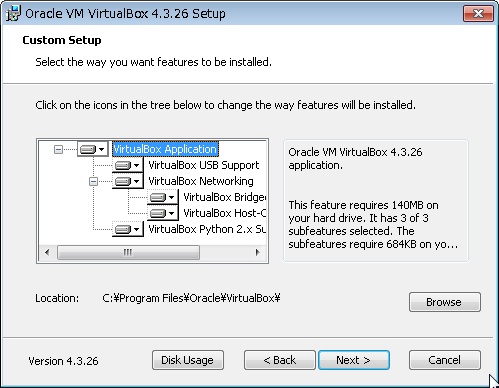 Oracle VM VirtualBox 4.3.26 Setup
Custom Setup
Select the way you want features to be installed.
Click on the icons in the tree below to change the way features will be installed.
VirtualBox Application
VirtualBox USB Support
VirtualBox Networking
VirtualBox Bridge
VirtualBox Host-O
VirtualBox Python 2.x Su
Oracle VM VirtualBox 4.3.26
application.
This feature requires 140MB on
your hard drive. It has 3 of 3
subfeatures selected. The
subfeatures require 684KB on yo...
Location: C:¥Program Files¥Oracle¥VirtualBox¥
Browse
Version 4.3.26
Disk Usage
< Back
Next >
Cancel